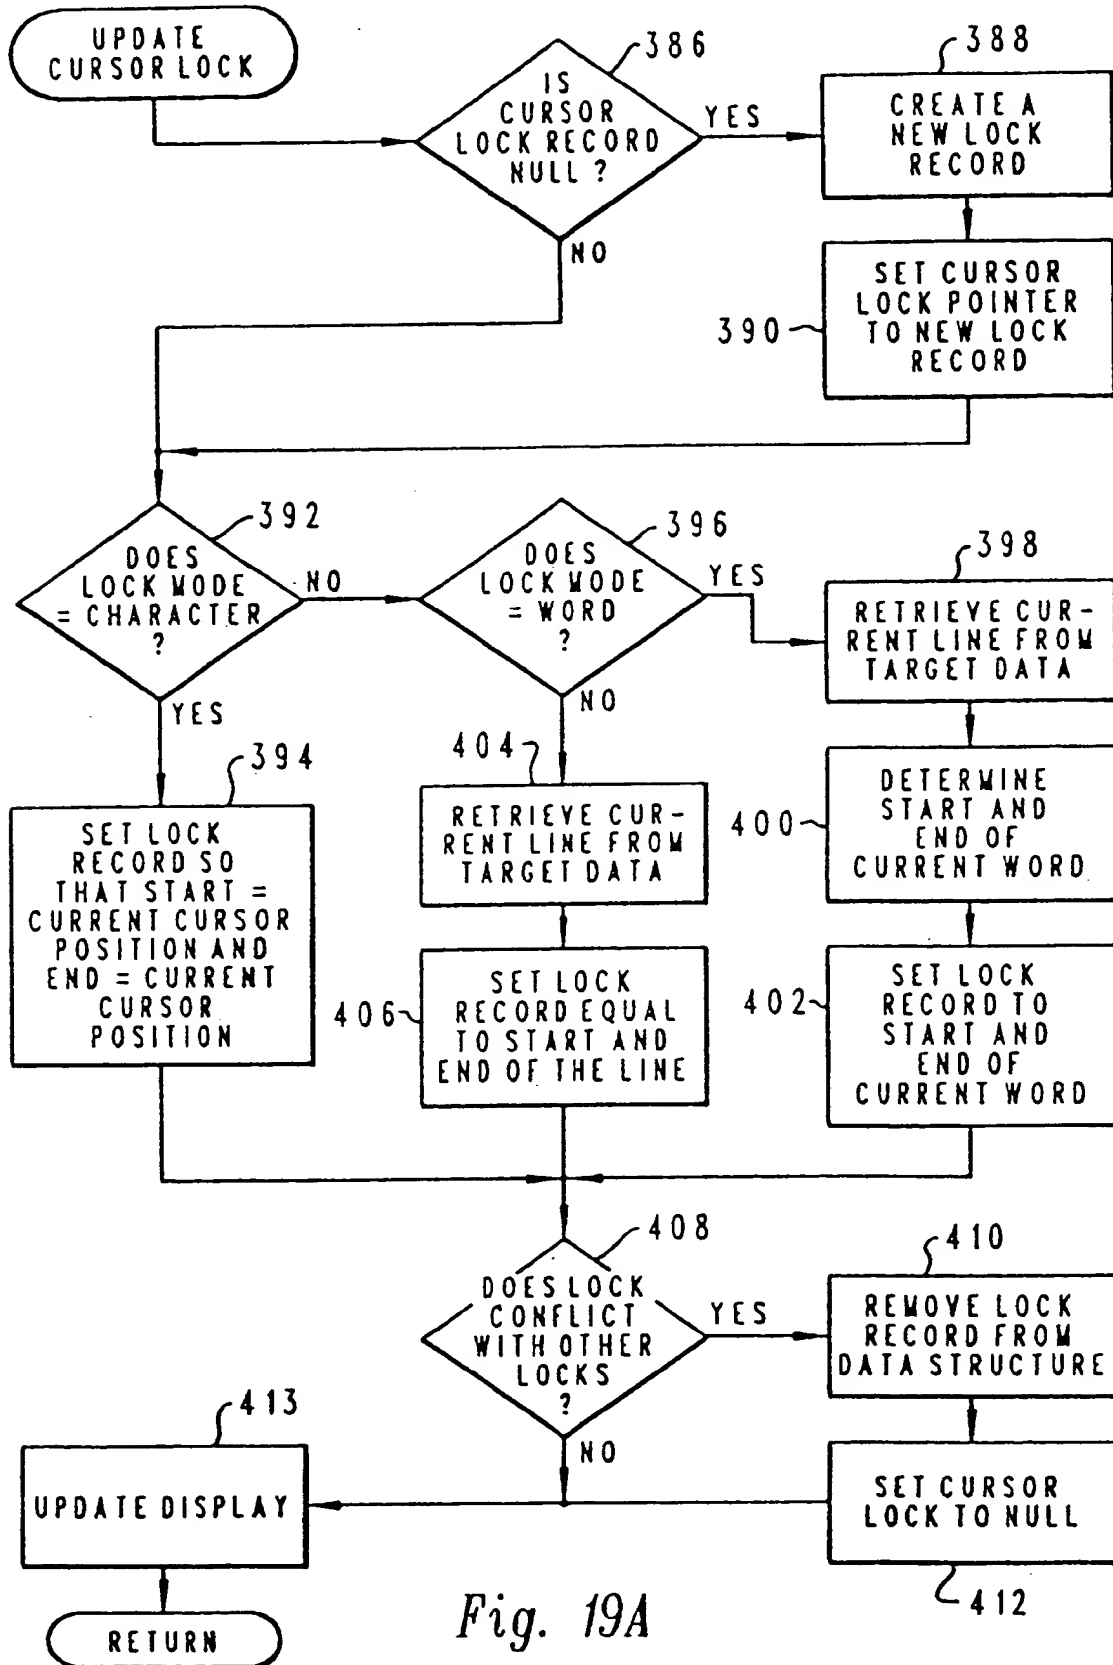 UPDATE
CURSOR LOCK
386
IS
CURSOR
LOCK RECORD
NULL ?
YES
NO
388
CREATE A
NEW LOCK
RECORD
390
SET CURSOR
LOCK POINTER
TO NEW LOCK
RECORD
392
DOES
LOCK MODE
= CHARACTER
?
NO
YES
396
DOES
LOCK MODE
= WORD
?
YES
NO
398
RETRIEVE CUR-
RENT LINE FROM
TARGET DATA
394
SET LOCK
RECORD SO
THAT START =
CURRENT CURSOR
POSITION AND
END = CURRENT
CURSOR
POSITION
404
RETRIEVE CUR-
RENT LINE FROM
TARGET DATA
400
DETERMINE
START AND
END OF
CURRENT WORD
406
SET LOCK
RECORD EQUAL
TO START AND
END OF THE LINE
402
SET LOCK
RECORD TO
START AND
END OF
CURRENT WORD
408
DOES LOCK
CONFLICT
WITH OTHER
LOCKS
?
YES
NO
410
REMOVE LOCK
RECORD FROM
DATA STRUCTURE
413
UPDATE DISPLAY
SET CURSOR
LOCK TO NULL
412
RETURN
Fig. 19A